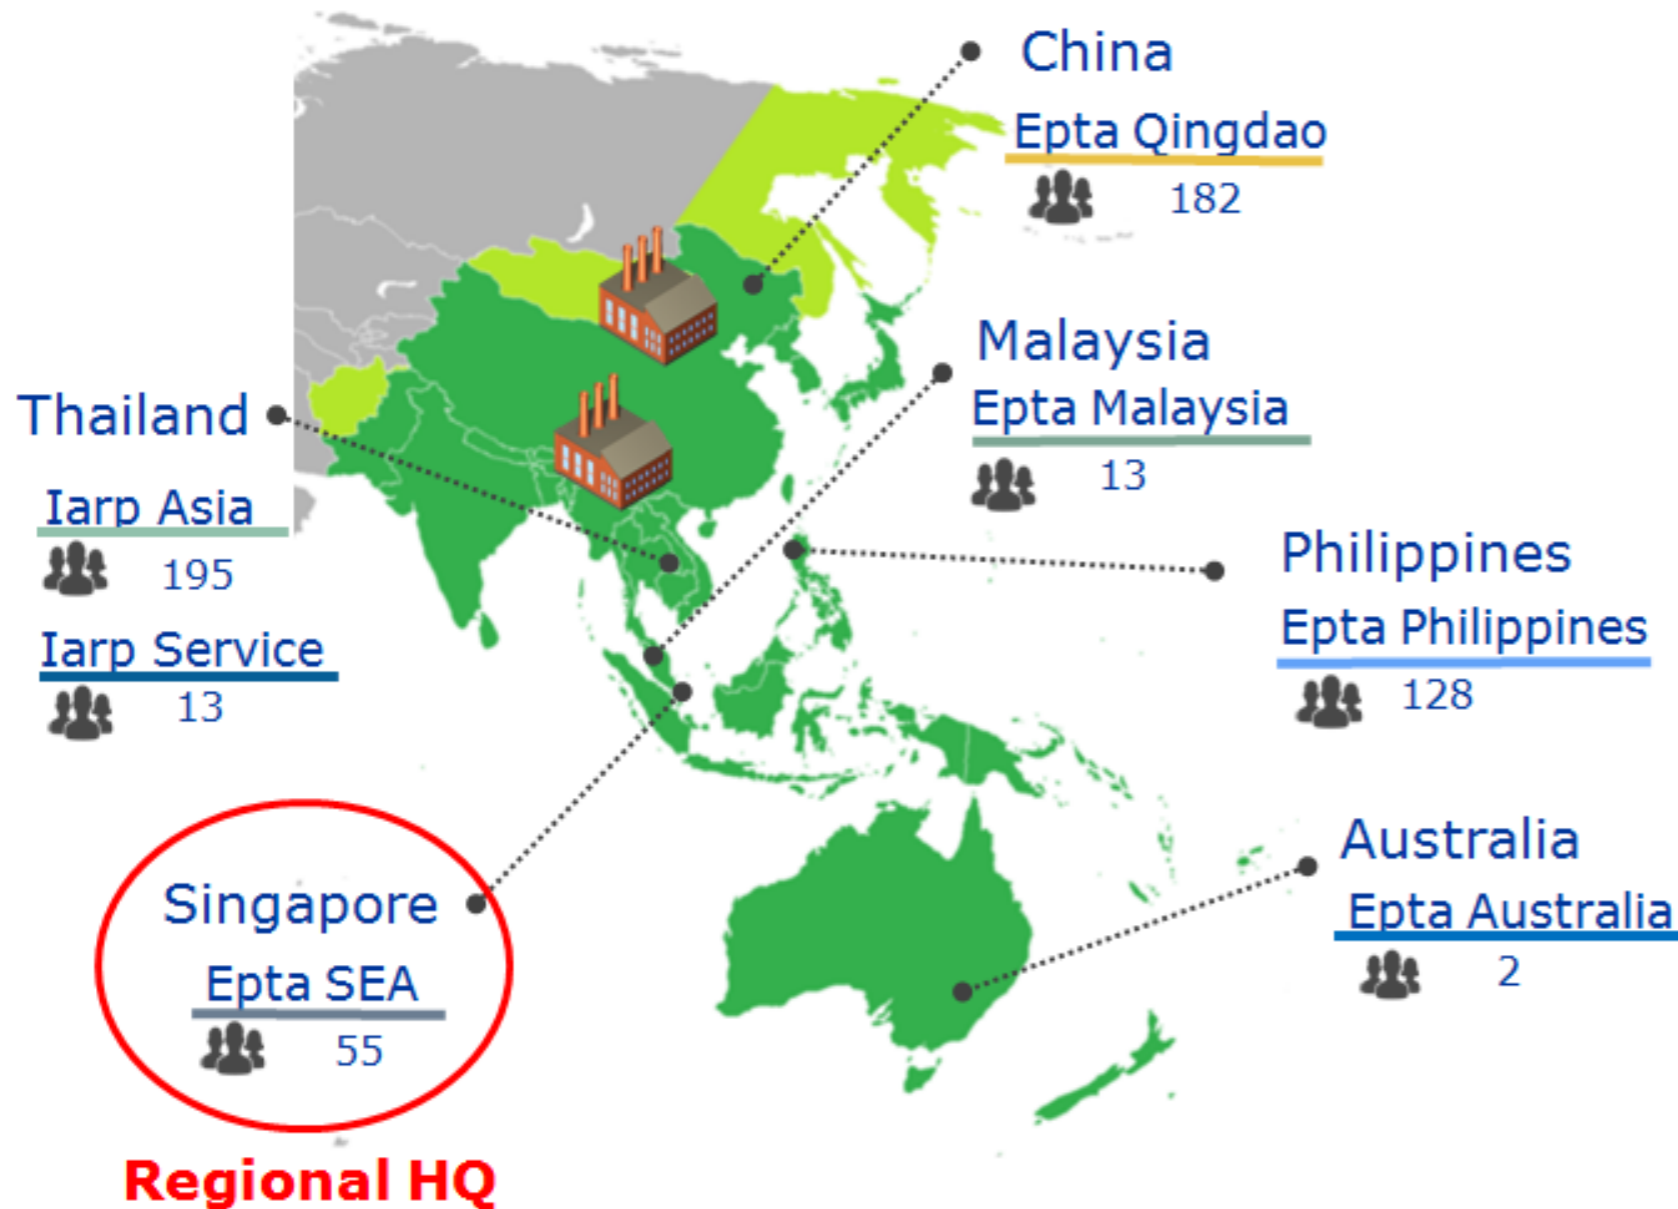 China
Epta Qingdao
182
Malaysia
Epta Malaysia
13
Thailand
Iarp Asia
195
Iarp Service
13
Philippines
Epta Philippines
128
Singapore
Epta SEA
55
Regional HQ
Australia
Epta Australia
2